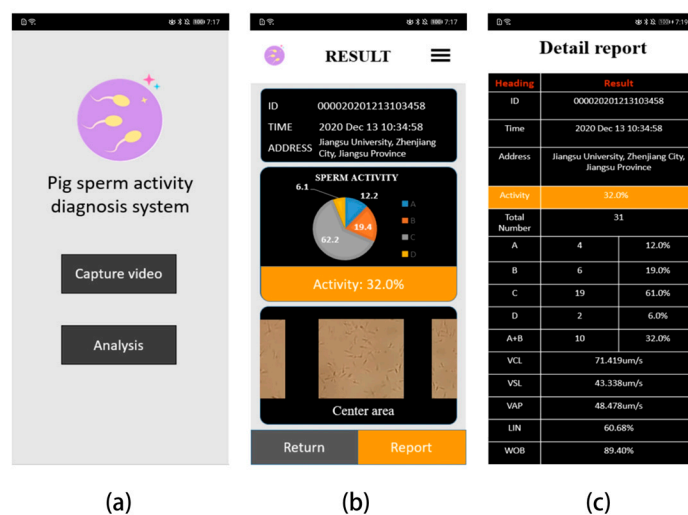 7:17
Pig sperm activity
diagnosis system
Capture video
Analysis
(a)
7:17
RESULT
ID 000020201213103458
TIME 2020 Dec 13 10:34:58
ADDRESS Jiangsu University, Zhenjiang
City, Jiangsu Province
SPERM ACTIVITY
6.1
12.2
19.4
62.2
A
B
C
D
Activity: 32.0%
Center area
Return Report
(b)
7:19
Detail report
Heading Result
ID 000020201213103458
Time 2020 Dec 13 10:34:58
Address Jiangsu University, Zhenjiang City,
Jiangsu Province
Activity 32.0%
Total
Number 31
A 4 12.0%
B 6 19.0%
C 19 61.0%
D 2 6.0%
A+B 10 32.0%
VCL 71.419um/s
VSL 43.338um/s
VAP 48.478um/s
LIN 60.68%
WOB 89.40%
(c)